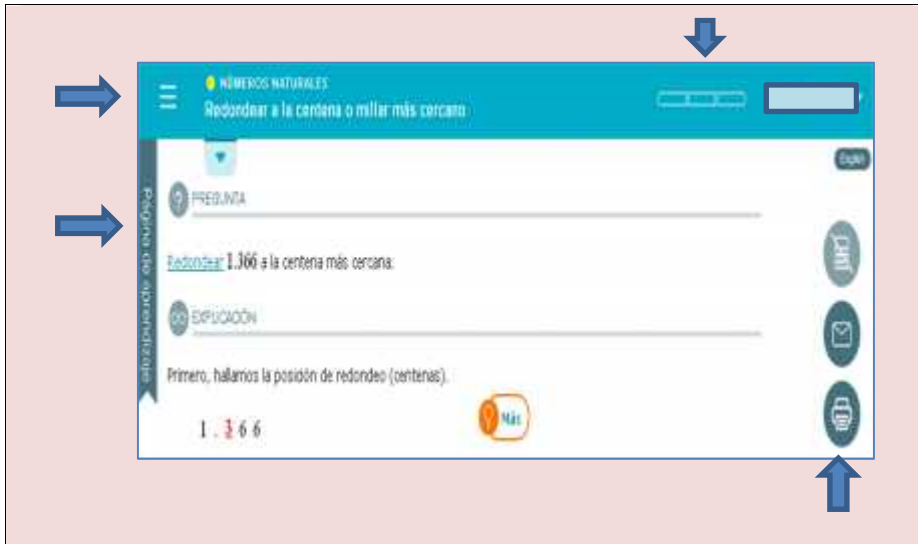 NÚMEROS NATURALES
Redondear a la centena o millar más cercano
English
Página de aprendizaje
PREGUNTA
Redondear 1.366 a la centena más cercana:
EXPLICACIÓN
Primero, hallamos la posición de redondeo (centenas).
Más
1 . 3 6 6